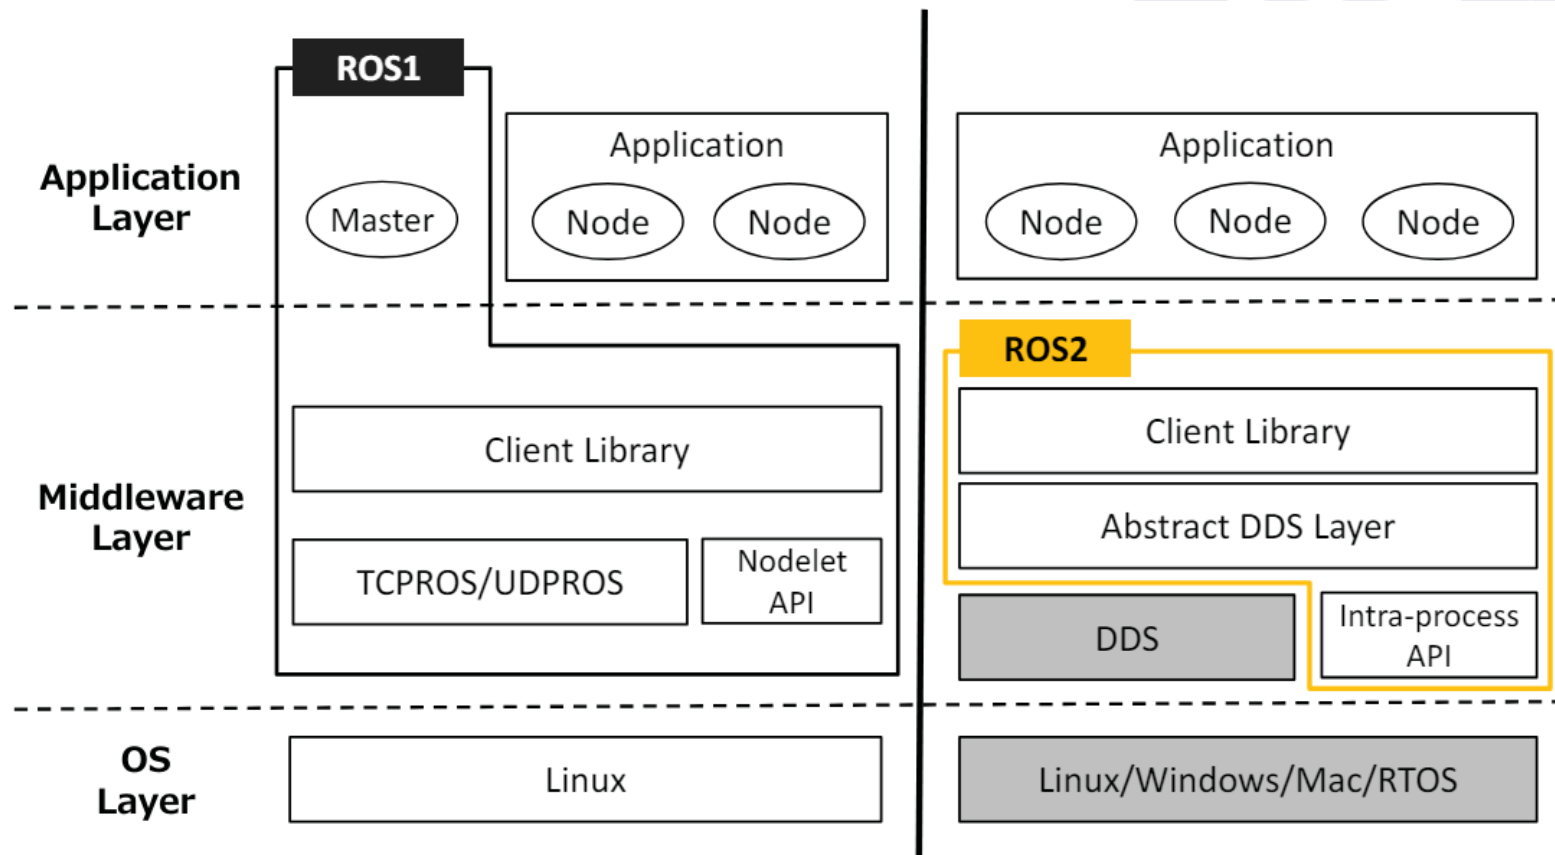 ROS1
Application
Layer
Master
Application
Node
Node
Application
Node
Node
Node
Middleware
Layer
Client Library
TCPROS/UDPROS
Nodelet
API
ROS2
Client Library
Abstract DDS Layer
DDS
Intra-process
API
OS
Layer
Linux
Linux/Windows/Mac/RTOS